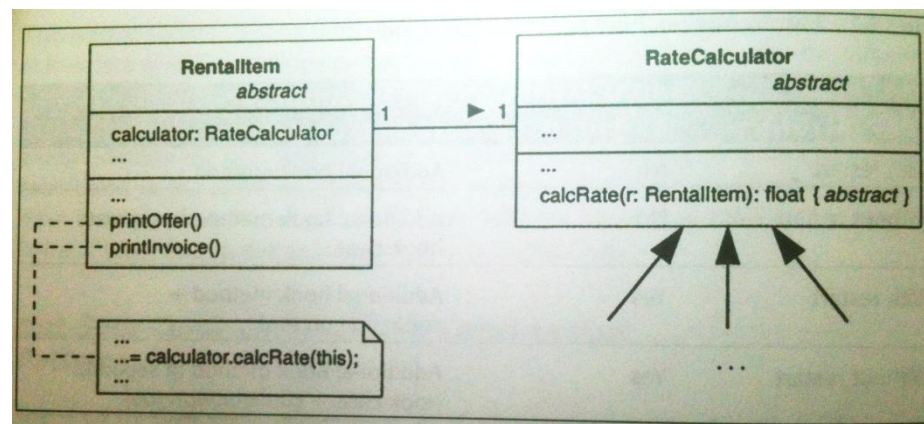 RentalItem
abstract
calculator: RateCalculator
...
...
printOffer()
printInvoice()
1
1
RateCalculator
abstract
...
...
calcRate(r: RentalItem): float { abstract }
...
...= calculator.calcRate(this);
...
...